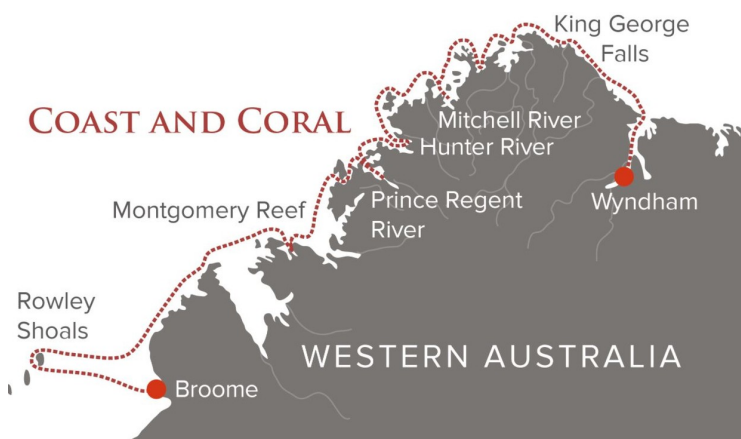 King George
Falls
COAST AND CORAL
Mitchell River
Hunter River
Prince Regent
River
Wyndham
Montgomery Reef
Rowley
Shoals
WESTERN AUSTRALIA
Broome